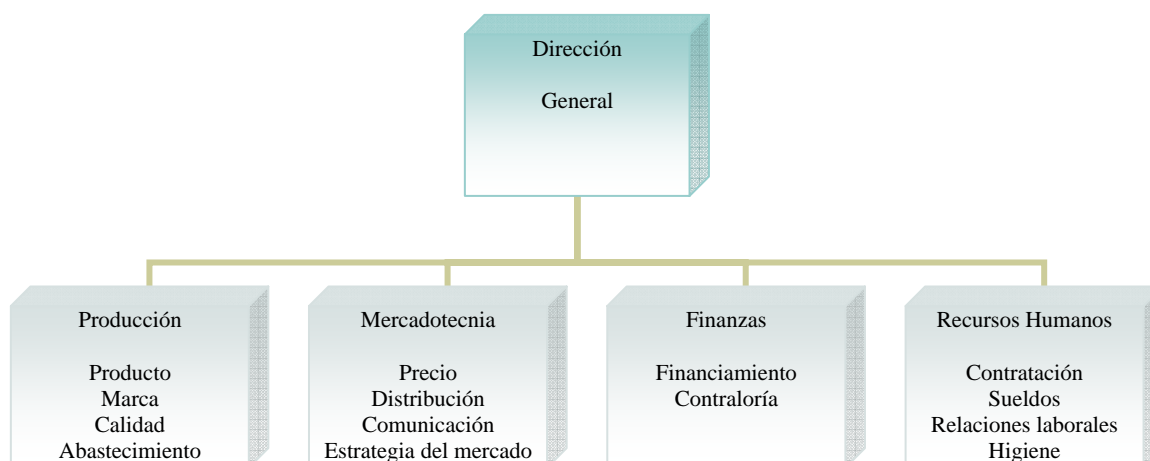 Dirección
General
Producción
Producto
Marca
Calidad
Abastecimiento
Mercadotecnia
Precio
Distribución
Comunicación
Estrategia del mercado
Finanzas
Financiamiento
Contraloría
Recursos Humanos
Contratación
Sueldos
Relaciones laborales
Higiene